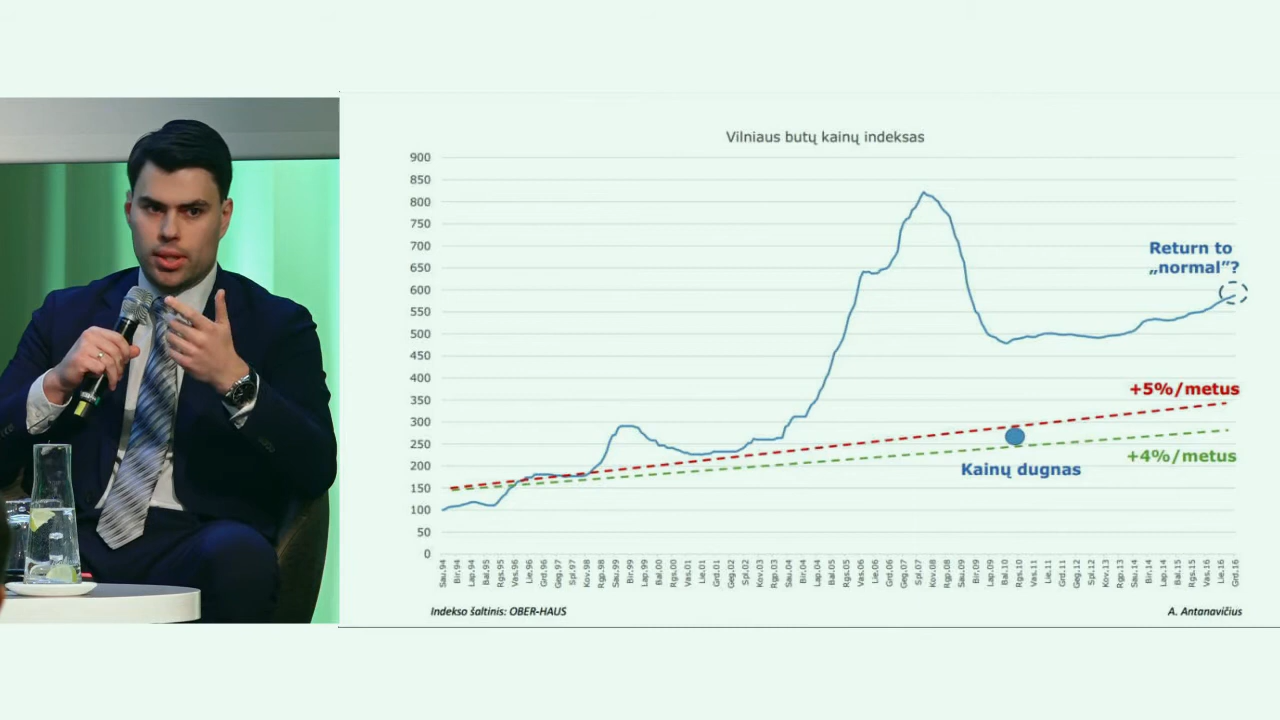 Vilniaus butų kainų indeksas
900
850
800
750
700
650
600
550
500
450
400
350
300
250
200
150
100
50
0
Return to
„normal”?
+5%/metus
+4%/metus
Kainų dugnas
Sau.94
Bir.94
Lap.94
Bal.95
Rgs.95
Vas.96
Lie.96
Grd.96
Geg.97
Spl.97
Kov.98
Rgp.98
Sau.99
Bir.99
Lap.99
Bal.00
Rgs.00
Vas.01
Lie.01
Grd.01
Geg.02
Spl.02
Kov.03
Rgp.03
Sau.04
Bir.04
Lap.04
Bal.05
Rgs.05
Vas.06
Lie.06
Grd.06
Geg.07
Spl.07
Kov.08
Rgp.08
Sau.09
Bir.09
Lap.09
Bal.10
Rgs.10
Vas.11
Lie.11
Grd.11
Geg.12
Spl.12
Kov.13
Rgp.13
Sau.14
Bir.14
Lap.14
Bal.15
Rgs.15
Vas.16
Lie.16
Grd.16
Indekso šaltinis: OBER-HAUS
A. Antanavičius